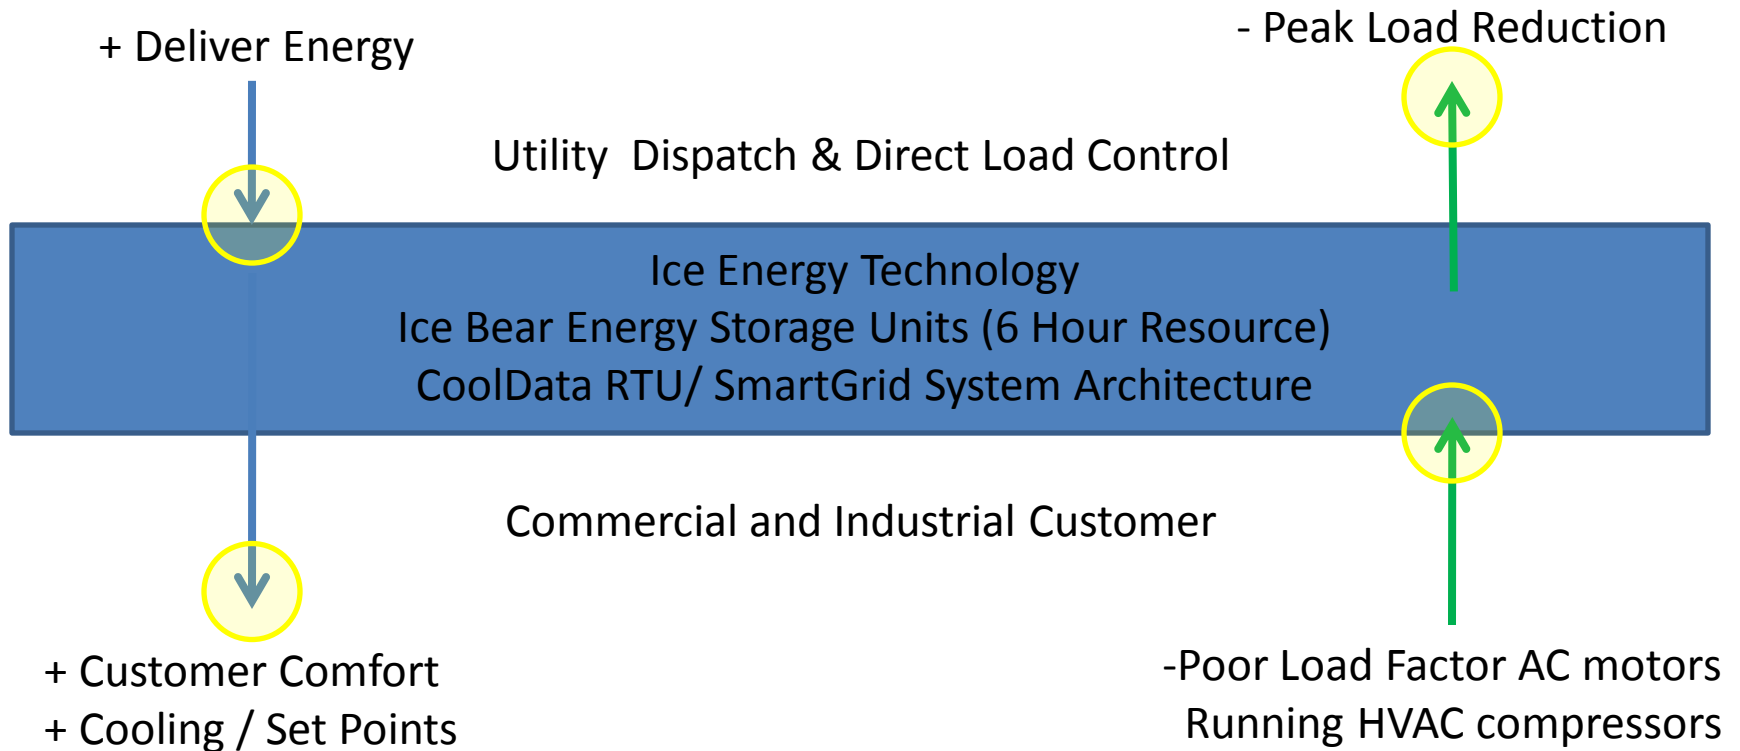 + Deliver Energy
- Peak Load Reduction
Utility Dispatch & Direct Load Control
Ice Energy Technology
Ice Bear Energy Storage Units (6 Hour Resource)
CoolData RTU/ SmartGrid System Architecture
Commercial and Industrial Customer
+ Customer Comfort
+ Cooling / Set Points
-Poor Load Factor AC motors
Running HVAC compressors